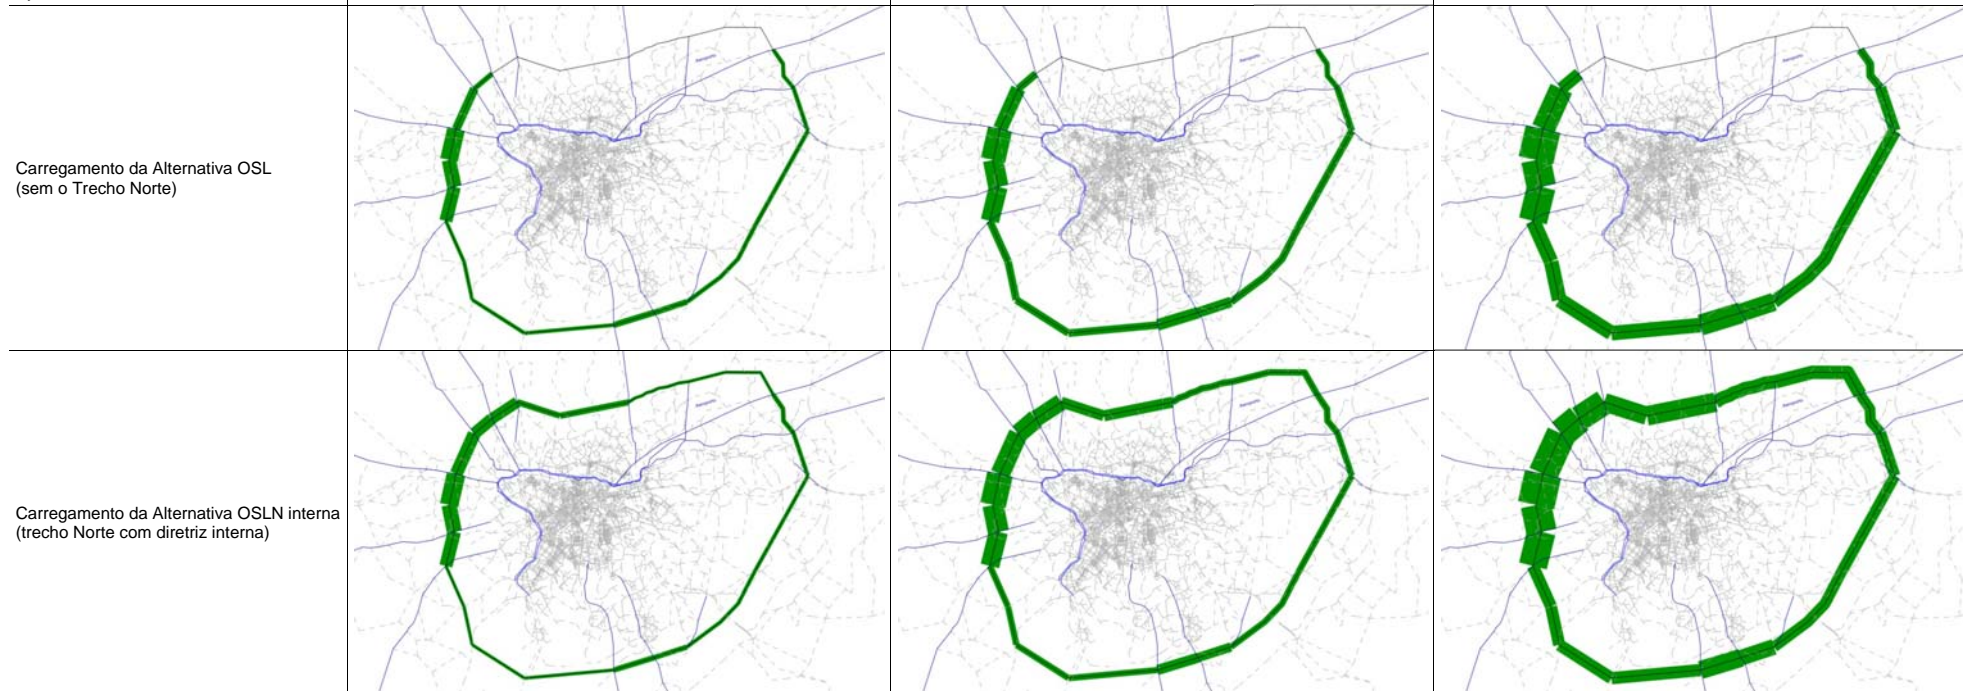 Carregamento da Alternativa OSL
(sem o Trecho Norte)
Carregamento da Alternativa OSLN interna
(trecho Norte com diretriz interna)